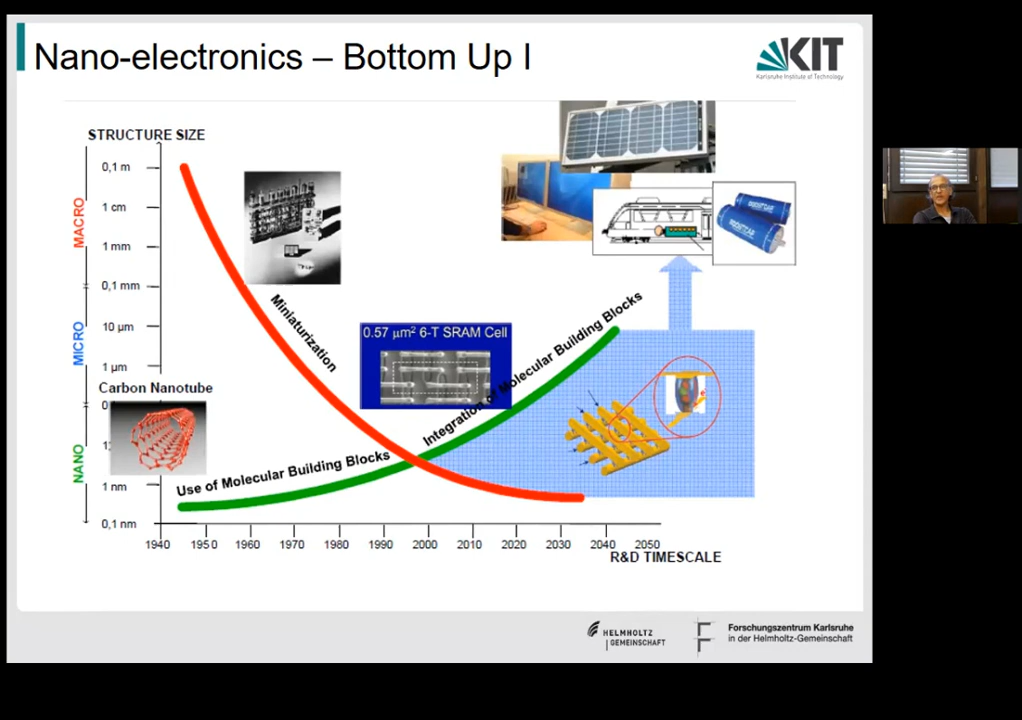 Nano-electronics – Bottom Up I
KIT
Karlsruhe Institute of Technology
STRUCTURE SIZE
0,1 m
1 cm
1 mm
0,1 mm
10 µm
1 µm
0
1
1 nm
0,1 nm
MACRO
MICRO
NANO
Carbon Nanotube
Miniaturization
0.57 µm² 6-T SRAM Cell
Use of Molecular Building Blocks
Integration of Molecular Building Blocks
BOOSTCAP
1940 1950 1960 1970 1980 1990 2000 2010 2020 2030 2040 2050
R&D TIMESCALE
HELMHOLTZ
GEMEINSCHAFT
Forschungszentrum Karlsruhe
in der Helmholtz-Gemeinschaft